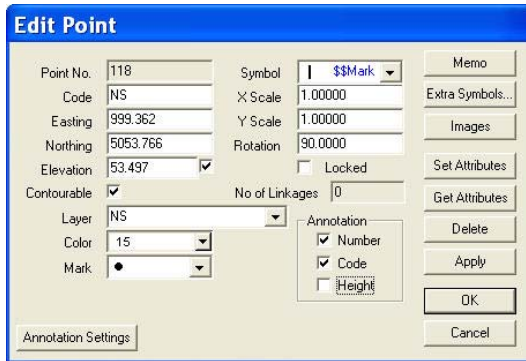 Edit Point
Point No. 118
Code NS
Easting 999.362
Northing 5053.766
Elevation 53.497
Contourable
Layer NS
Color 15
Mark
Symbol $$Mark
X Scale 1.00000
Y Scale 1.00000
Rotation 90.0000
Locked
No of Linkages 0
Annotation
Number
Code
Height
Memo
Extra Symbols...
Images
Set Attributes
Get Attributes
Delete
Apply
OK
Cancel
Annotation Settings